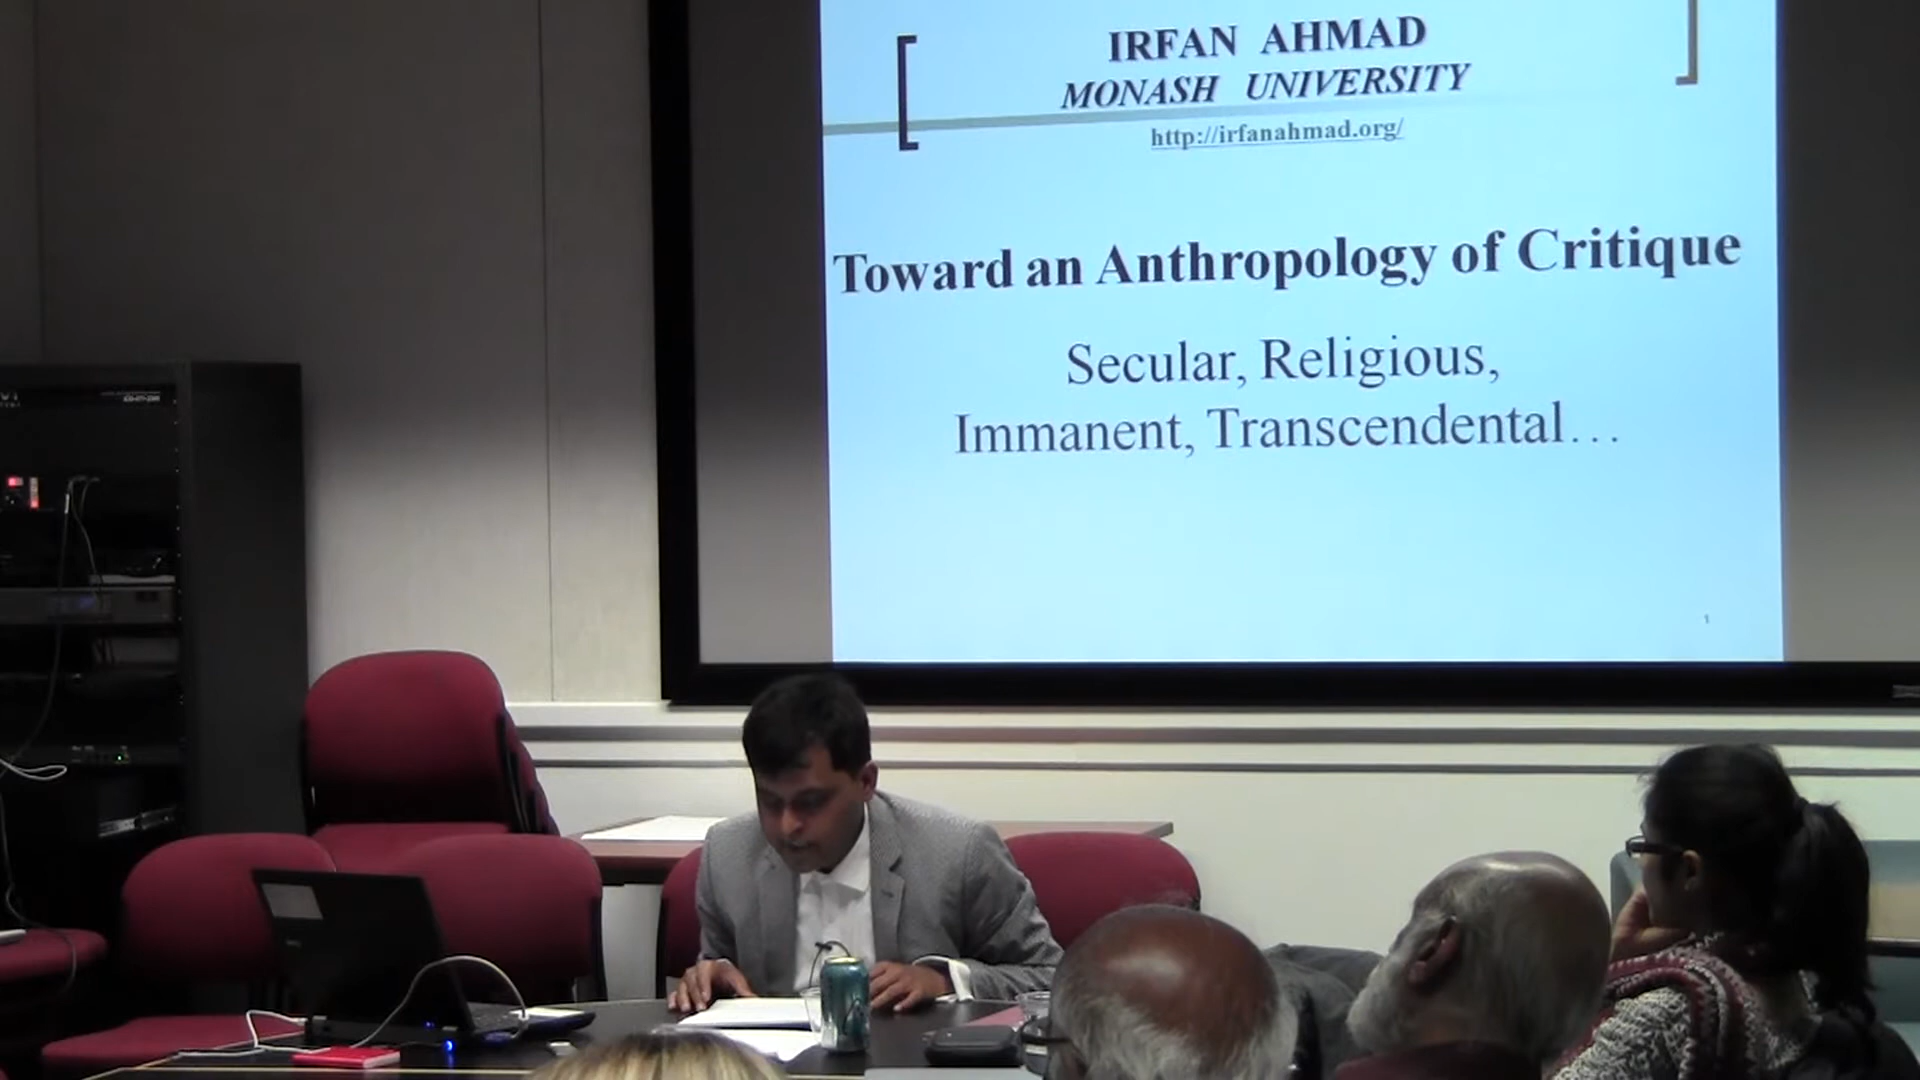 IRFAN AHMAD
MONASH UNIVERSITY
http://irfanahmad.org/
Toward an Anthropology of Critique
Secular, Religious,
Immanent, Transcendental…
1